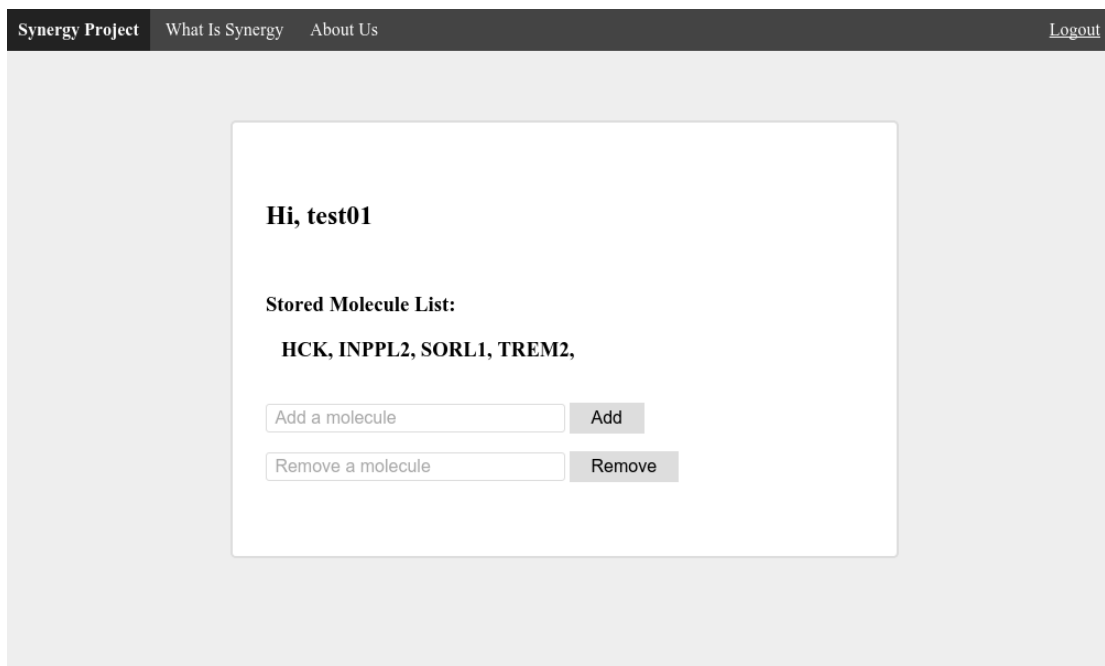 Synergy Project What Is Synergy About Us Logout
Hi, test01
Stored Molecule List:
HCK, INPPL2, SORL1, TREM2,
Add a molecule Add
Remove a molecule Remove